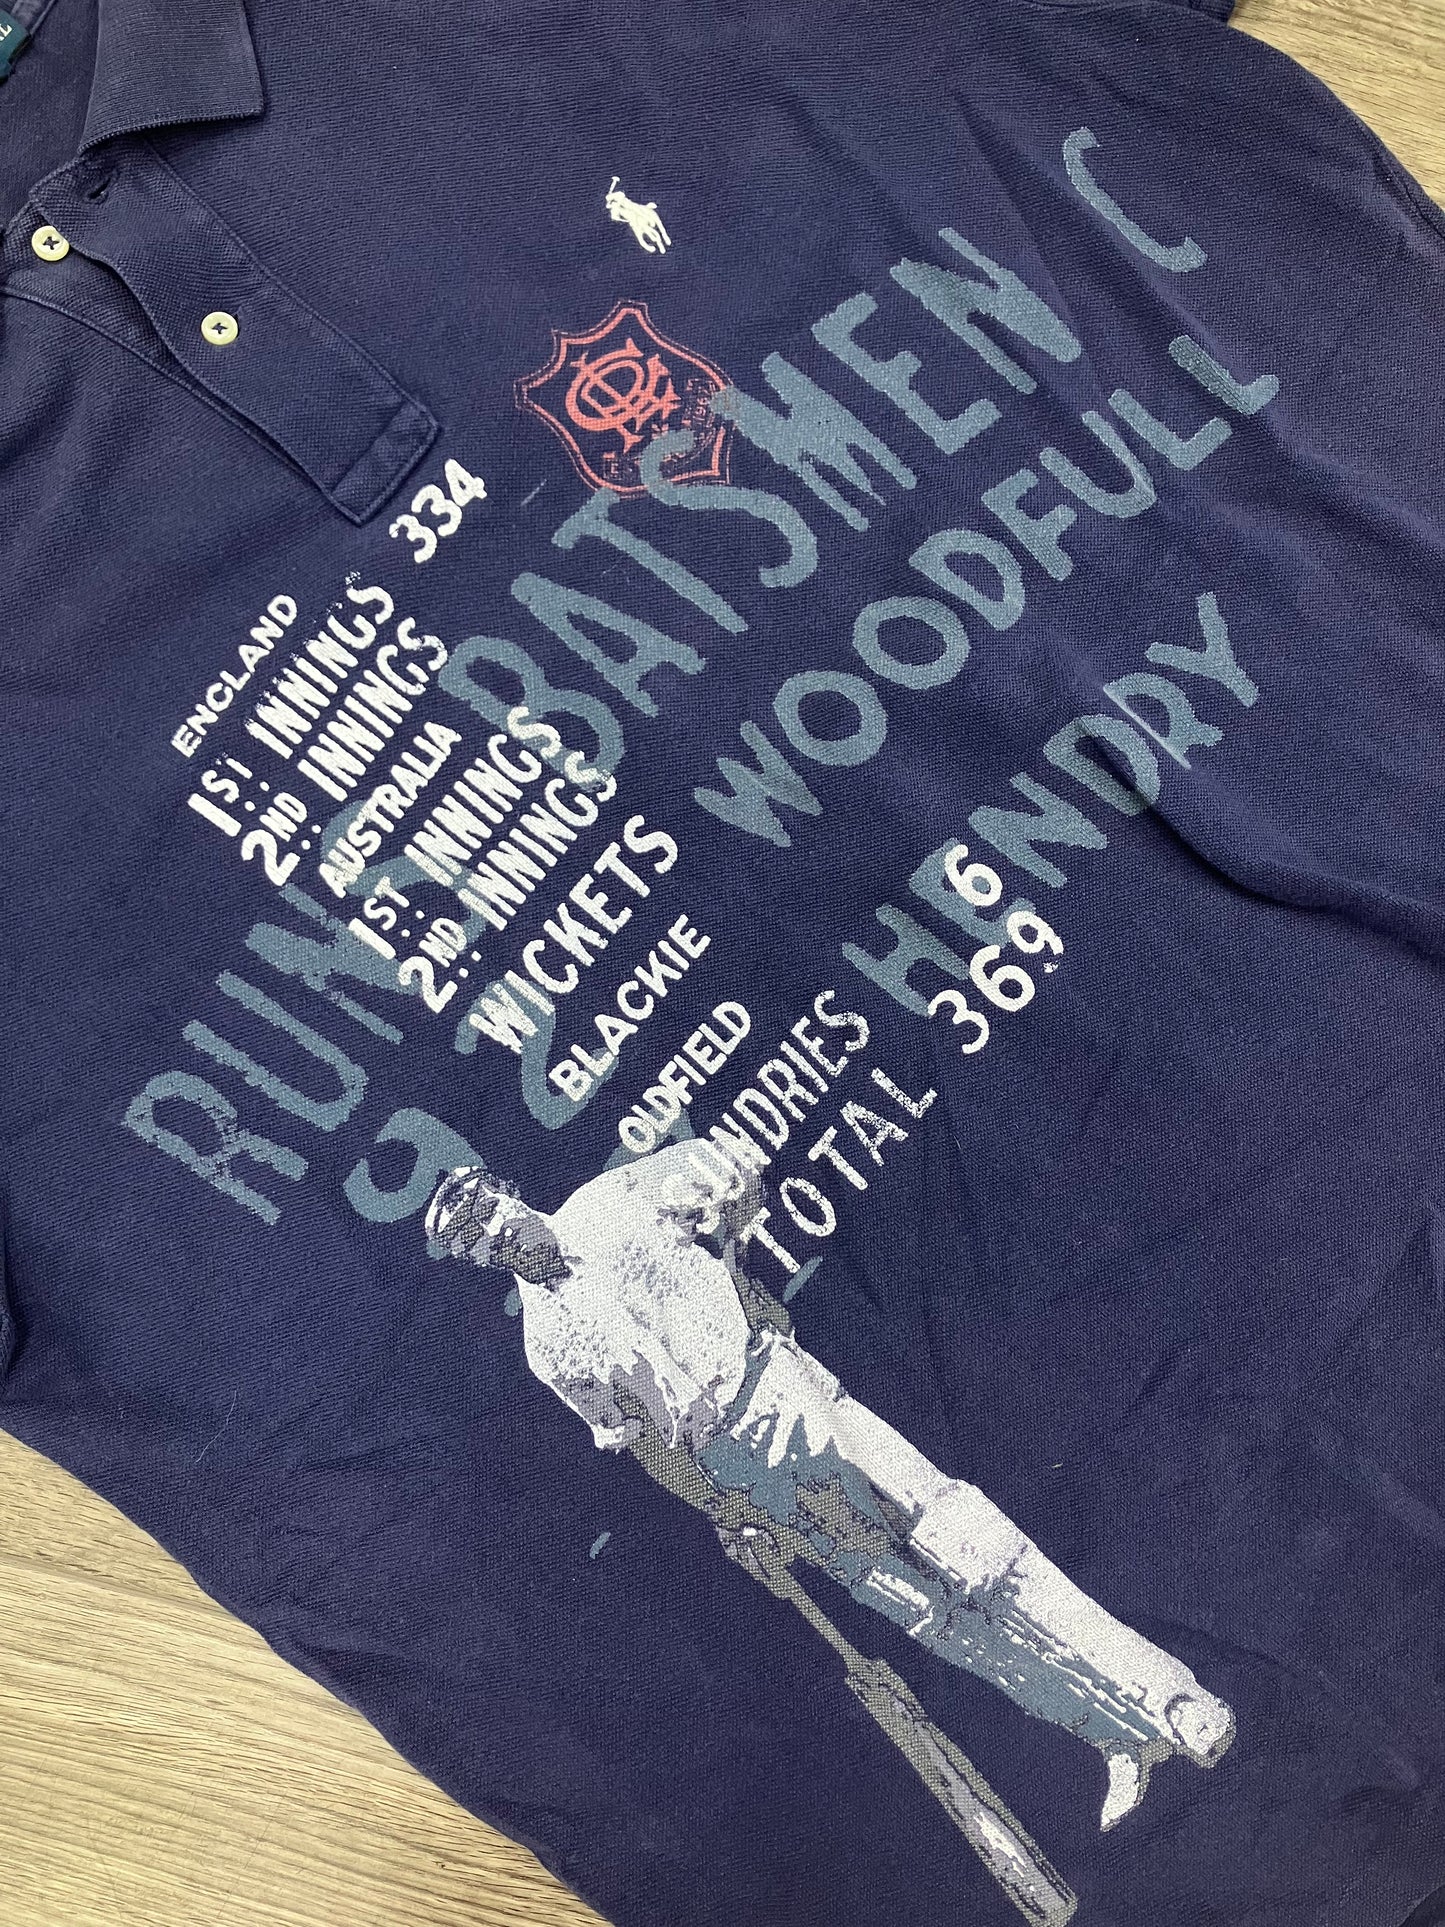 334
ENGLAND
1ST INNINGS
2ND INNINGS
AUSTRALIA
1ST INNINGS
2ND INNINGS
WICKETS 6
BLACKIE 369
OLDFIELD
SUNDRIES
TOTAL
RUNS BATSMEN C
WOODFULL
HENDRY